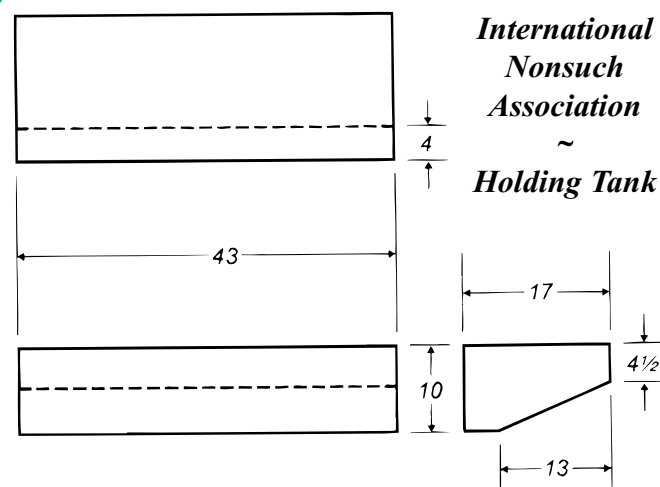 International
Nonsuch
Association
~
Holding Tank
4
43
17
4½
10
13